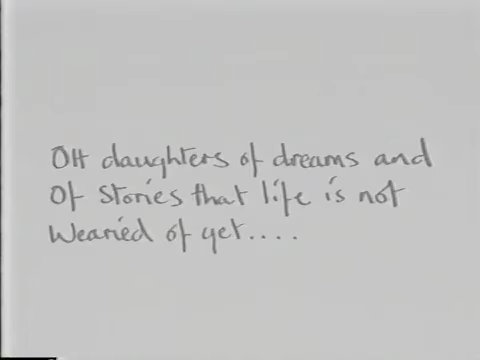 OH daughters of dreams and
Of Stories that life is not
Wearied of yet....